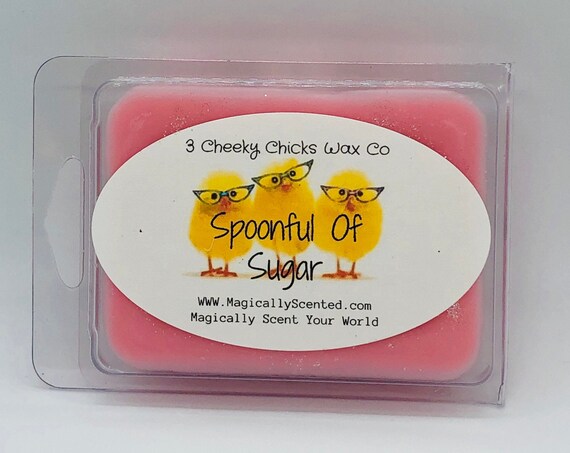 3 Cheeky Chicks Wax Co
Spoonful Of
Sugar
WWW.MagicallyScented.com
Magically Scent Your World